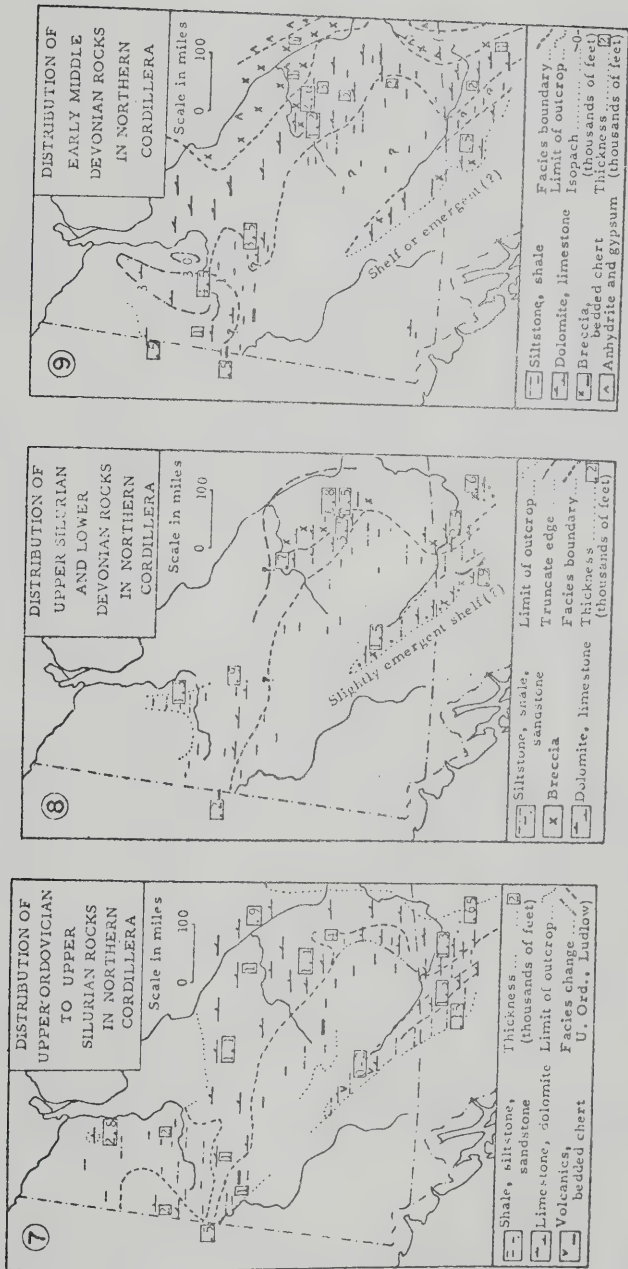 ⑦
DISTRIBUTION OF
UPPER-ORDOVICIAN
TO UPPER
SILURIAN ROCKS
IN NORTHERN
CORDILLERA
Scale in miles
0 100
Shale, siltstone,
sandstone
Limestone, dolomite
Volcanics,
bedded chert
Thickness
(thousands of feet)
Limit of outcrop
Facies change
U. Ord., Ludlow)
⑧
DISTRIBUTION OF
UPPER SILURIAN
AND LOWER
DEVONIAN ROCKS
IN NORTHERN
CORDILLERA
Scale in miles
0 100
Slightly emergent shelf(?)
Siltstone, shale,
sandstone
Breccia
Dolomite, limestone
Limit of outcrop
Truncate edge
Facies boundary
Thickness
(thousands of feet)
⑨
DISTRIBUTION OF
EARLY MIDDLE
DEVONIAN ROCKS
IN NORTHERN
CORDILLERA
Scale in miles
0 100
Shelf or emergent(?)
Siltstone, shale
Dolomite, limestone
Breccia,
bedded chert
Anhydrite and gypsum
Facies boundary
Limit of outcrop
Isopach
(thousands of feet)
Thickness
(thousands of feet)